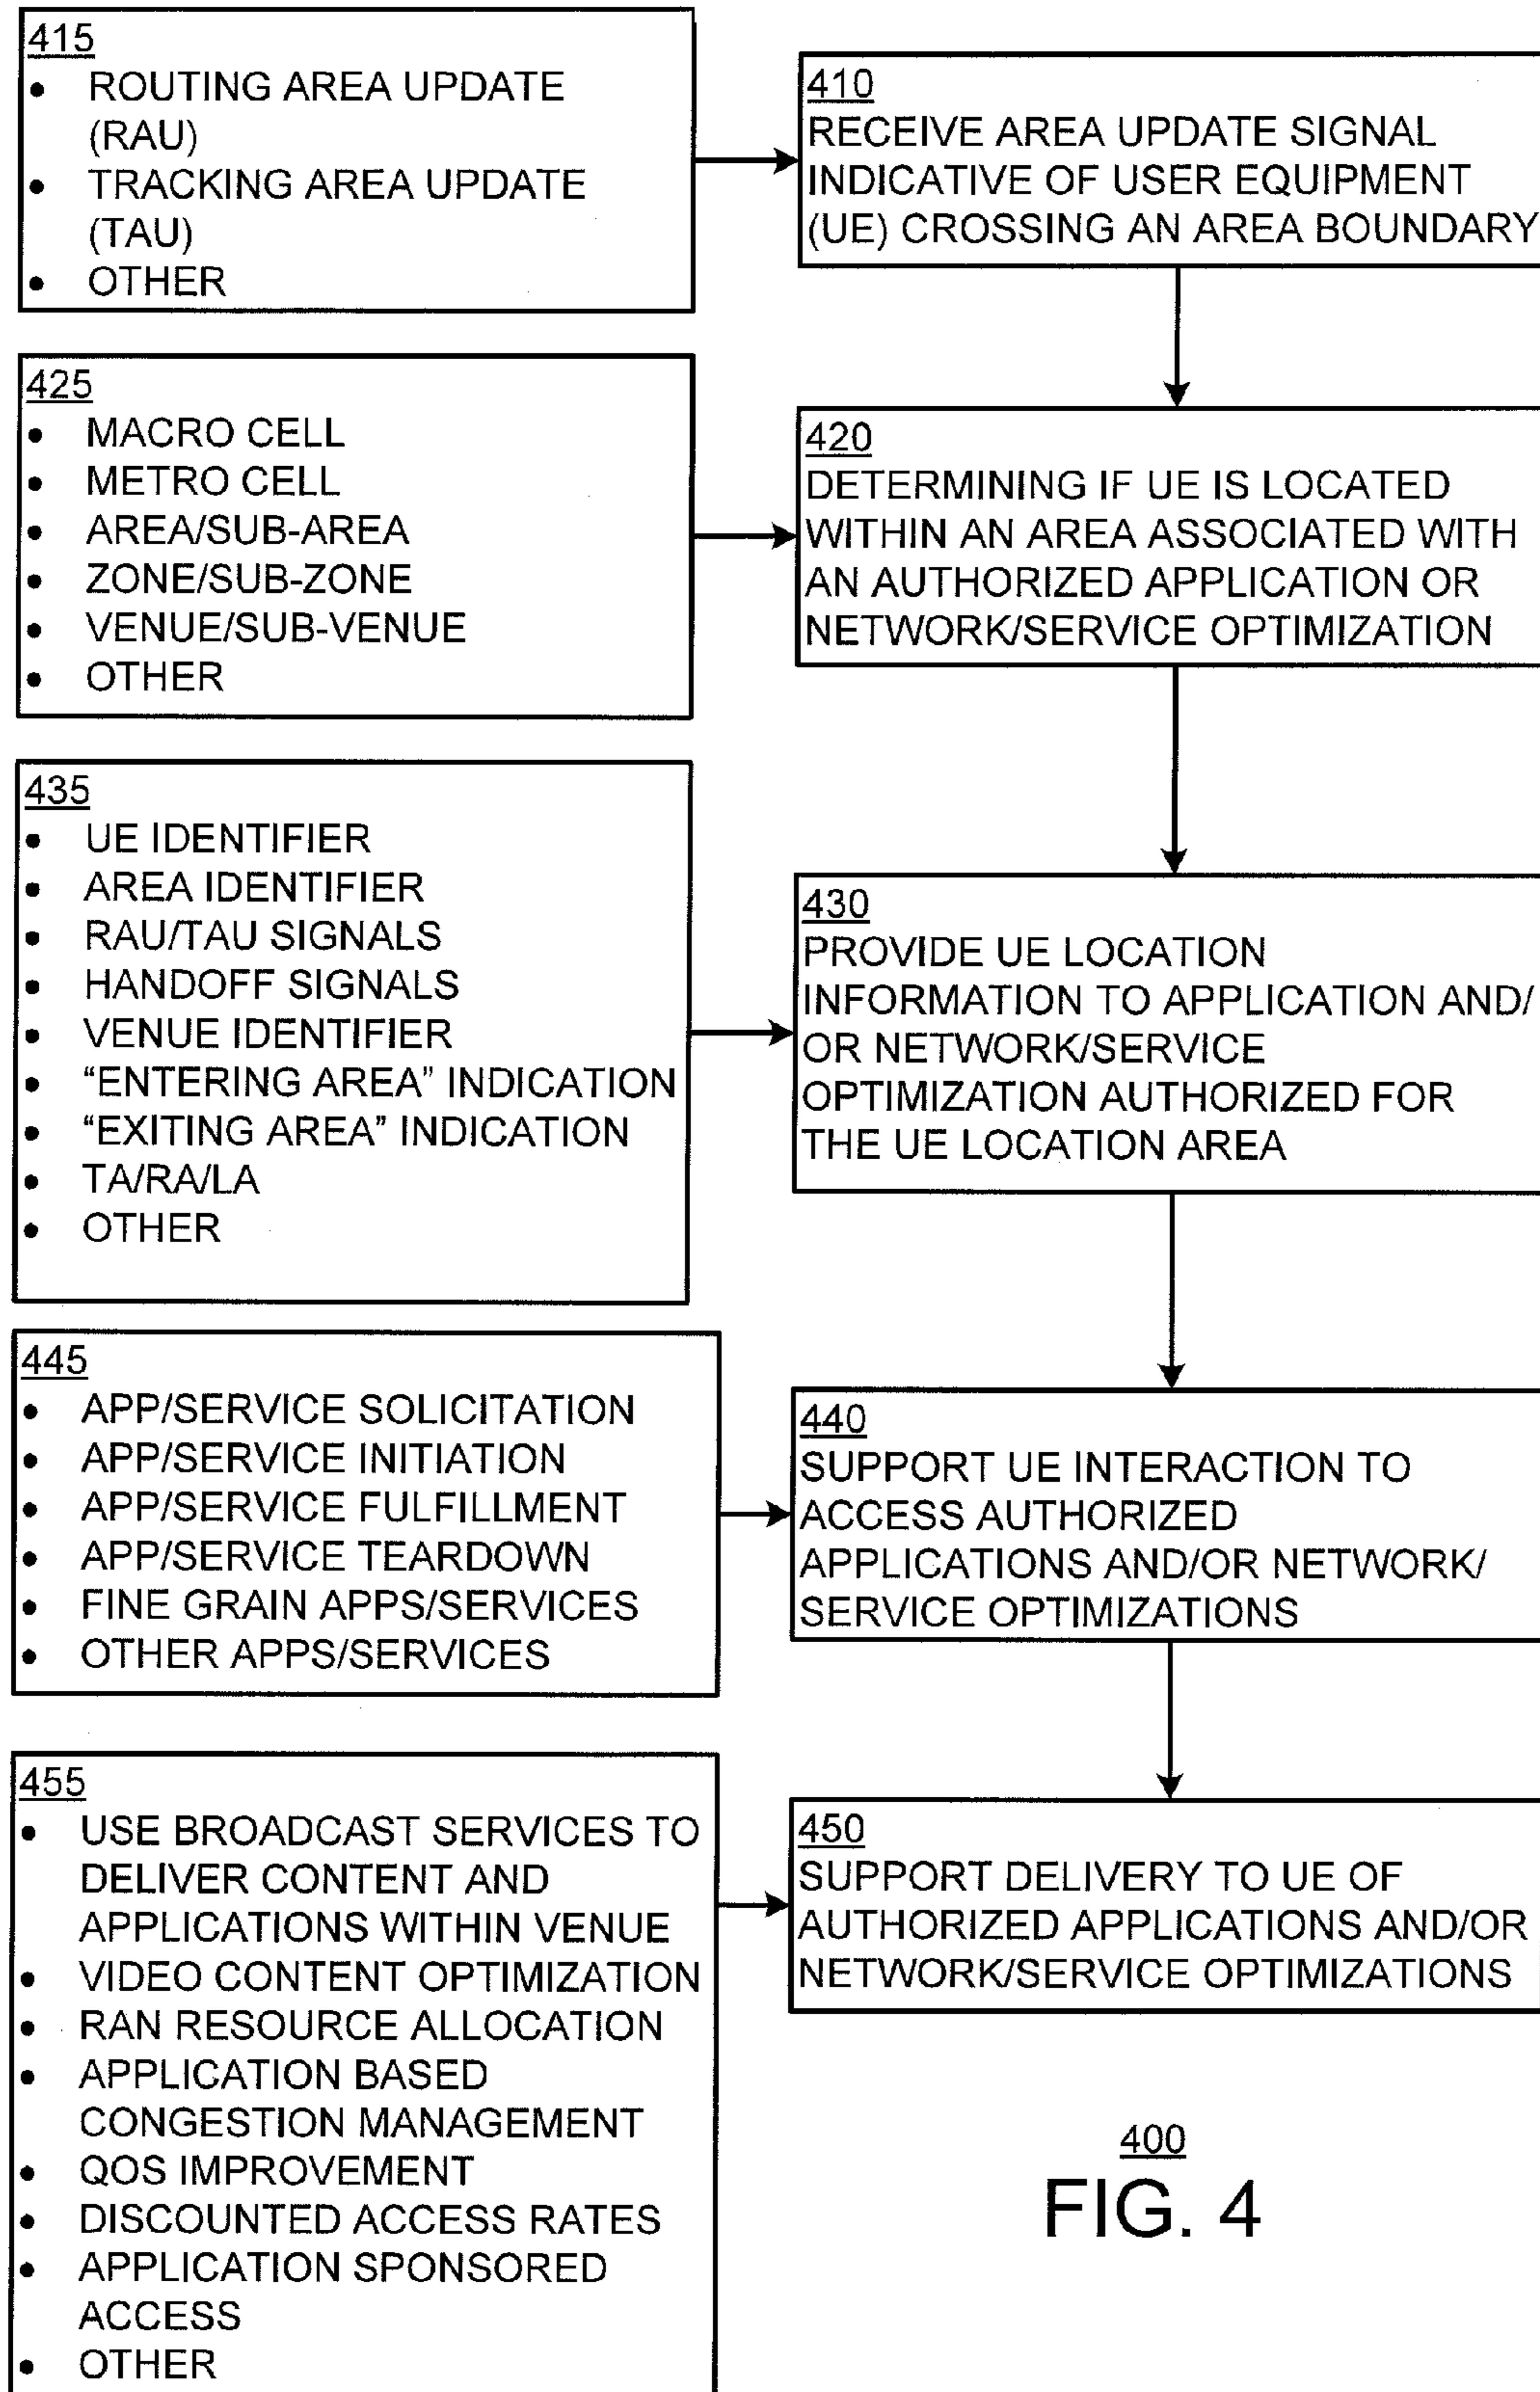 415
• ROUTING AREA UPDATE
(RAU)
• TRACKING AREA UPDATE
(TAU)
• OTHER
410
RECEIVE AREA UPDATE SIGNAL
INDICATIVE OF USER EQUIPMENT
(UE) CROSSING AN AREA BOUNDARY
425
• MACRO CELL
• METRO CELL
• AREA/SUB-AREA
• ZONE/SUB-ZONE
• VENUE/SUB-VENUE
• OTHER
420
DETERMINING IF UE IS LOCATED
WITHIN AN AREA ASSOCIATED WITH
AN AUTHORIZED APPLICATION OR
NETWORK/SERVICE OPTIMIZATION
435
• UE IDENTIFIER
• AREA IDENTIFIER
• RAU/TAU SIGNALS
• HANDOFF SIGNALS
• VENUE IDENTIFIER
• “ENTERING AREA” INDICATION
• “EXITING AREA” INDICATION
• TA/RA/LA
• OTHER
430
PROVIDE UE LOCATION
INFORMATION TO APPLICATION AND/
OR NETWORK/SERVICE
OPTIMIZATION AUTHORIZED FOR
THE UE LOCATION AREA
445
• APP/SERVICE SOLICITATION
• APP/SERVICE INITIATION
• APP/SERVICE FULFILLMENT
• APP/SERVICE TEARDOWN
• FINE GRAIN APPS/SERVICES
• OTHER APPS/SERVICES
440
SUPPORT UE INTERACTION TO
ACCESS AUTHORIZED
APPLICATIONS AND/OR NETWORK/
SERVICE OPTIMIZATIONS
455
• USE BROADCAST SERVICES TO
DELIVER CONTENT AND
APPLICATIONS WITHIN VENUE
• VIDEO CONTENT OPTIMIZATION
• RAN RESOURCE ALLOCATION
• APPLICATION BASED
CONGESTION MANAGEMENT
• QOS IMPROVEMENT
• DISCOUNTED ACCESS RATES
• APPLICATION SPONSORED
ACCESS
• OTHER
450
SUPPORT DELIVERY TO UE OF
AUTHORIZED APPLICATIONS AND/OR
NETWORK/SERVICE OPTIMIZATIONS
400
FIG. 4